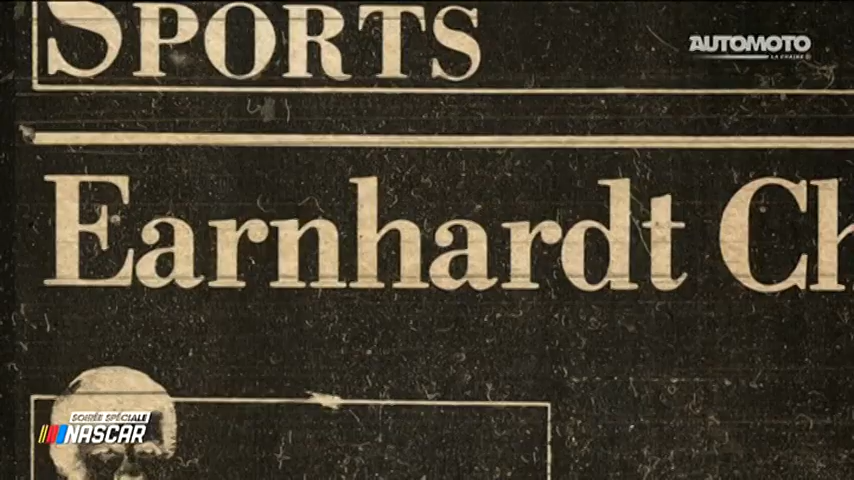 SPORTS
AUTOMOTO
LA CHAÎNE
Earnhardt Ch
SOIRÉE SPÉCIALE
NASCAR